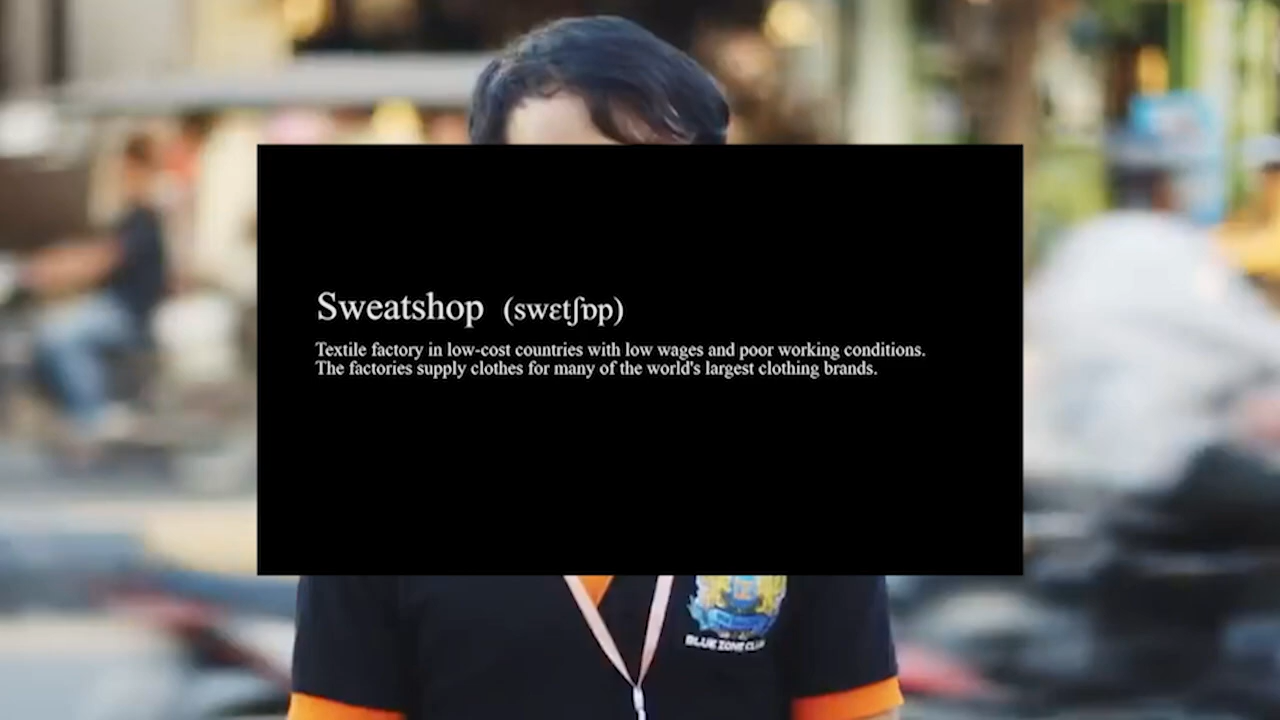 Sweatshop (swɛtʃɒp)
Textile factory in low-cost countries with low wages and poor working conditions.
The factories supply clothes for many of the world's largest clothing brands.
BLUE ZONE CLUB